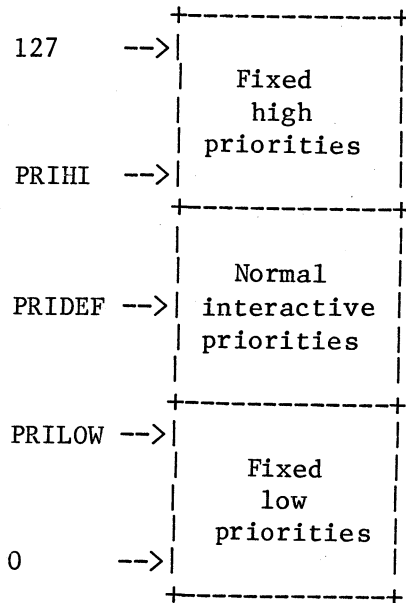 +----------------+
127 -->|
Fixed
high
priorities
PRIHI -->|
+----------------+
Normal
PRIDEF -->| interactive
priorities
+----------------+
PRILOW -->|
Fixed
low
priorities
0 -->|
+----------------+